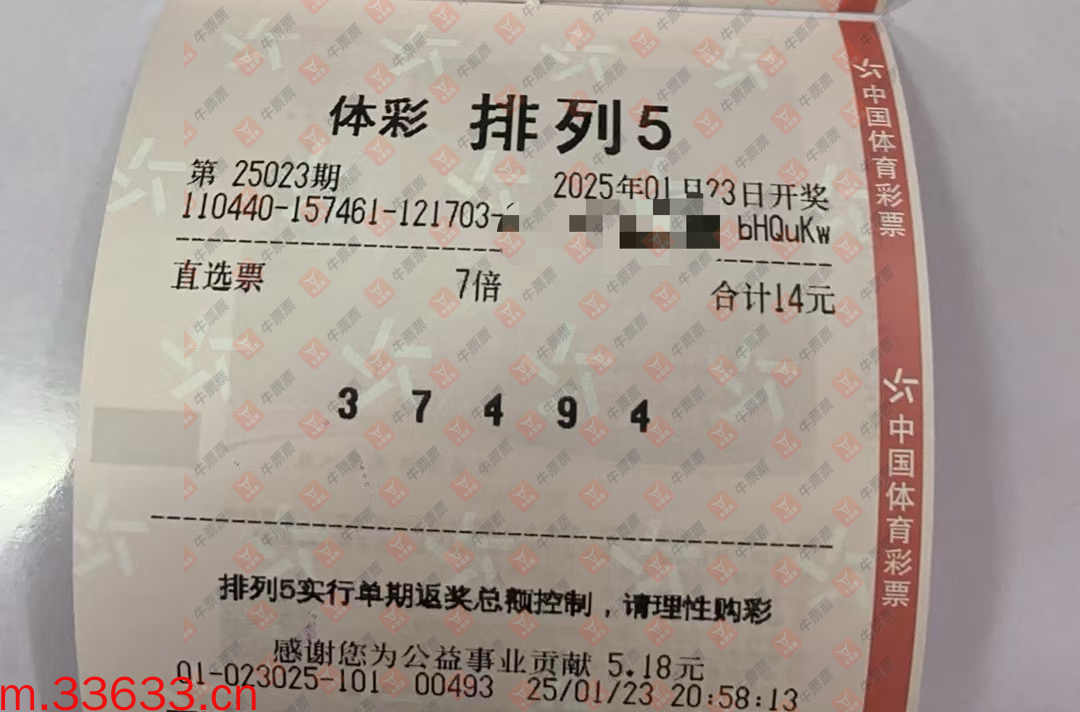 体彩 排列5
第 25023期 2025年01月23日开奖
110440-157461-121703- bHQuKw
直选票 7倍 合计14元
3 7 4 9 4
排列5实行单期返奖总额控制，请理性购彩
感谢您为公益事业贡献 5.18元
01-023025-101 00493 25/01/23 20:58:13
中国体育彩票
中国体育彩票
牛票票
m.33633.cn